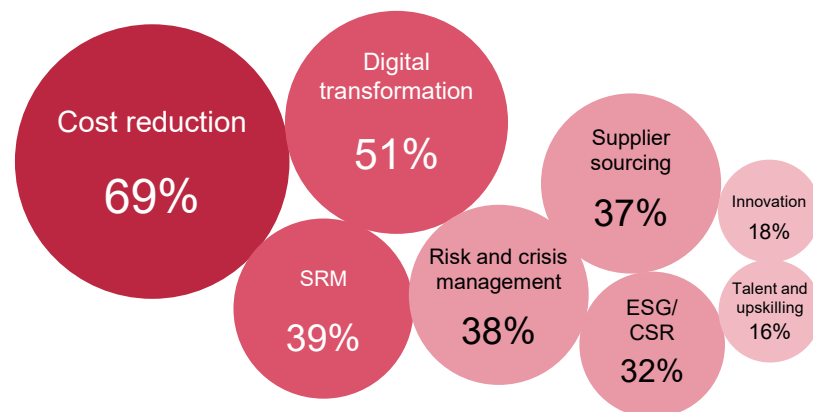 Cost reduction
69%
Digital
transformation
51%
SRM
39%
Risk and crisis
management
38%
Supplier
sourcing
37%
ESG/
CSR
32%
Innovation
18%
Talent and
upskilling
16%